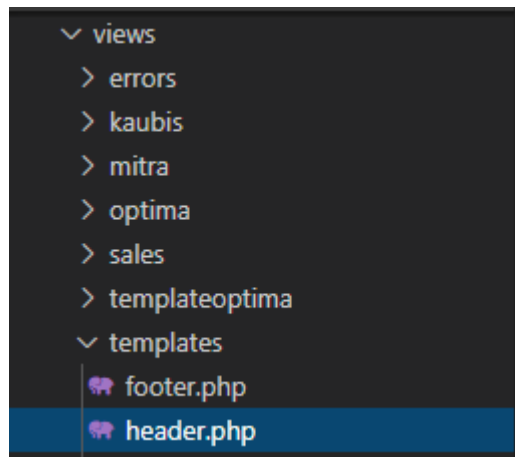 views
errors
kaubis
mitra
optima
sales
templateoptima
templates
footer.php
header.php